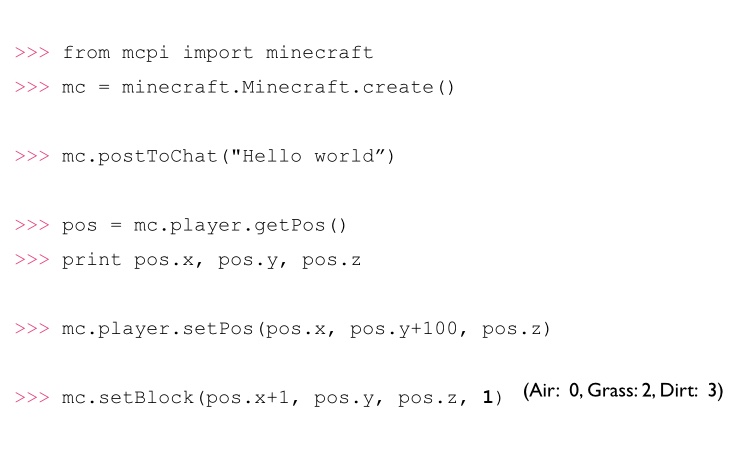 >>> from mcpi import minecraft
>>> mc = minecraft.Minecraft.create()
>>> mc.postToChat("Hello world”)
>>> pos = mc.player.getPos()
>>> print pos.x, pos.y, pos.z
>>> mc.player.setPos(pos.x, pos.y+100, pos.z)
>>> mc.setBlock(pos.x+1, pos.y, pos.z, 1) (Air: 0, Grass: 2, Dirt: 3)